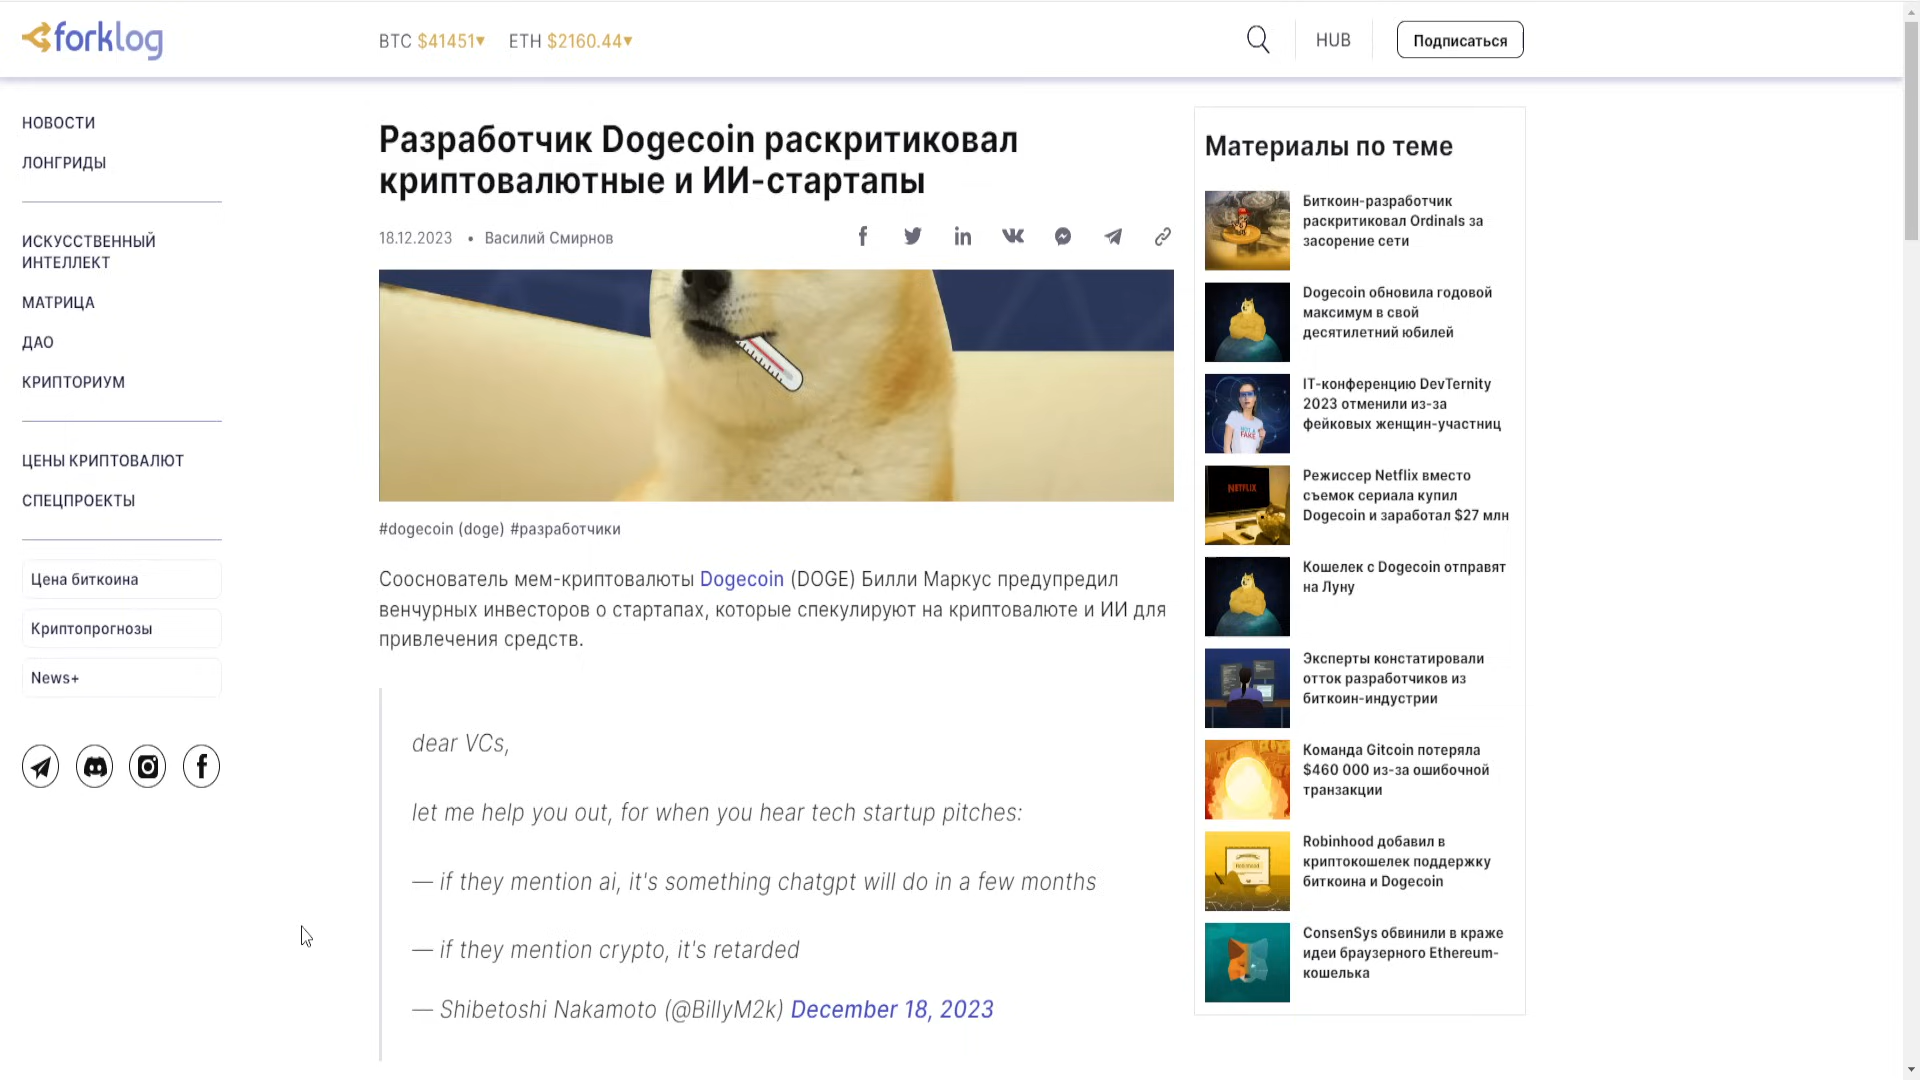 forklog
BTC $41451▾ ETH $2160.44▾
HUB
Подписаться
НОВОСТИ
ЛОНГРИДЫ
ИСКУССТВЕННЫЙ
ИНТЕЛЛЕКТ
МАТРИЦА
ДАО
КРИПТОРИУМ
ЦЕНЫ КРИПТОВАЛЮТ
СПЕЦПРОЕКТЫ
Цена биткоина
Криптопрогнозы
News+
Разработчик Dogecoin раскритиковал
криптовалютные и ИИ-стартапы
18.12.2023 • Василий Смирнов
#dogecoin (doge) #разработчики
Сооснователь мем-криптовалюты Dogecoin (DOGE) Билли Маркус предупредил
венчурных инвесторов о стартапах, которые спекулируют на криптовалюте и ИИ для
привлечения средств.
dear VCs,
let me help you out, for when you hear tech startup pitches:
— if they mention ai, it's something chatgpt will do in a few months
— if they mention crypto, it's retarded
— Shibetoshi Nakamoto (@BillyM2k) December 18, 2023
Материалы по теме
Биткоин-разработчик
раскритиковал Ordinals за
засорение сети
Dogecoin обновила годовой
максимум в свой
десятилетний юбилей
IT-конференцию DevTernity
2023 отменили из-за
фейковых женщин-участниц
NETFLIX
Режиссер Netflix вместо
съемок сериала купил
Dogecoin и заработал $27 млн
Кошелек с Dogecoin отправят
на Луну
Эксперты констатировали
отток разработчиков из
биткоин-индустрии
Команда Gitcoin потеряла
$460 000 из-за ошибочной
транзакции
Robinhood добавил в
криптокошелек поддержку
биткоина и Dogecoin
ConsenSys обвинили в краже
идеи браузерного Ethereum-
кошелька